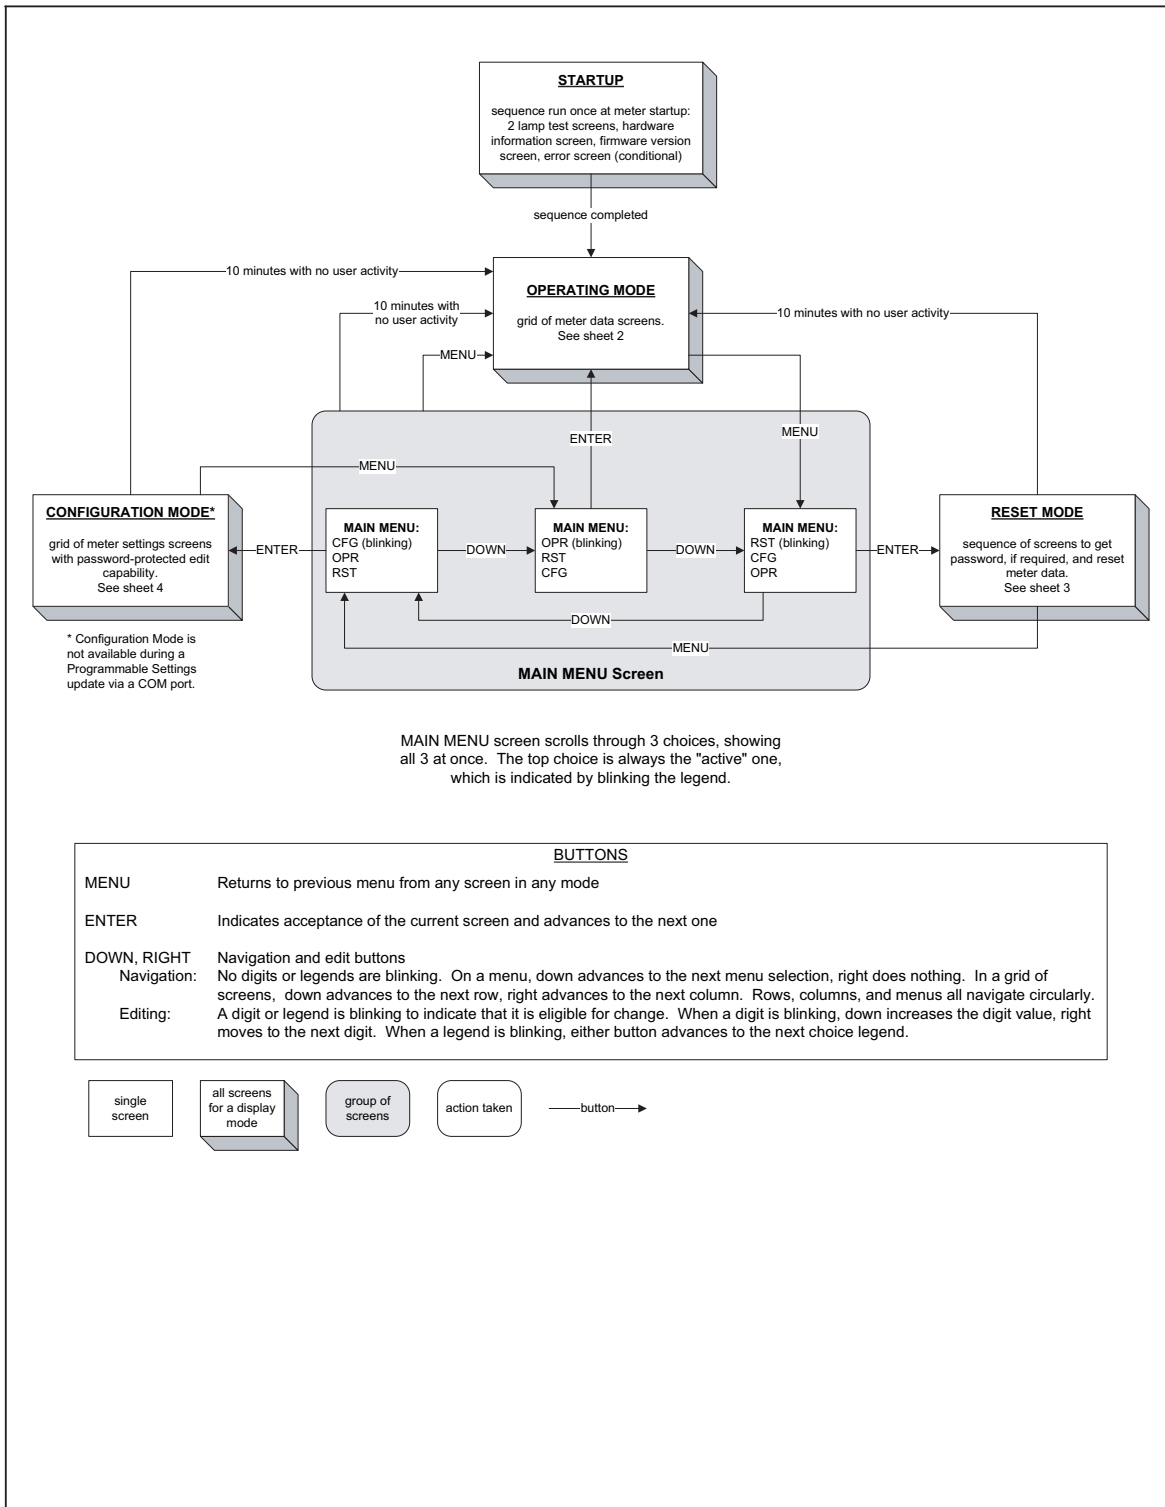 STARTUP
sequence run once at meter startup:
2 lamp test screens, hardware
information screen, firmware version
screen, error screen (conditional)
sequence completed
10 minutes with no user activity
OPERATING MODE
grid of meter data screens.
See sheet 2
10 minutes with
no user activity
10 minutes with no user activity
MENU
ENTER
MENU
MENU
CONFIGURATION MODE*
grid of meter settings screens
with password-protected edit
capability.
See sheet 4
ENTER
MAIN MENU:
CFG (blinking)
OPR
RST
DOWN
MAIN MENU:
OPR (blinking)
RST
CFG
DOWN
MAIN MENU:
RST (blinking)
CFG
OPR
ENTER
RESET MODE
sequence of screens to get
password, if required, and reset
meter data.
See sheet 3
DOWN
MENU
* Configuration Mode is
not available during a
Programmable Settings
update via a COM port.
MAIN MENU Screen
MAIN MENU screen scrolls through 3 choices, showing
all 3 at once. The top choice is always the "active" one,
which is indicated by blinking the legend.
BUTTONS
MENU Returns to previous menu from any screen in any mode
ENTER Indicates acceptance of the current screen and advances to the next one
DOWN, RIGHT Navigation and edit buttons
Navigation: No digits or legends are blinking. On a menu, down advances to the next menu selection, right does nothing. In a grid of
screens, down advances to the next row, right advances to the next column. Rows, columns, and menus all navigate circularly.
Editing: A digit or legend is blinking to indicate that it is eligible for change. When a digit is blinking, down increases the digit value, right
moves to the next digit. When a legend is blinking, either button advances to the next choice legend.
single
screen
all screens
for a display
mode
group of
screens
action taken
button